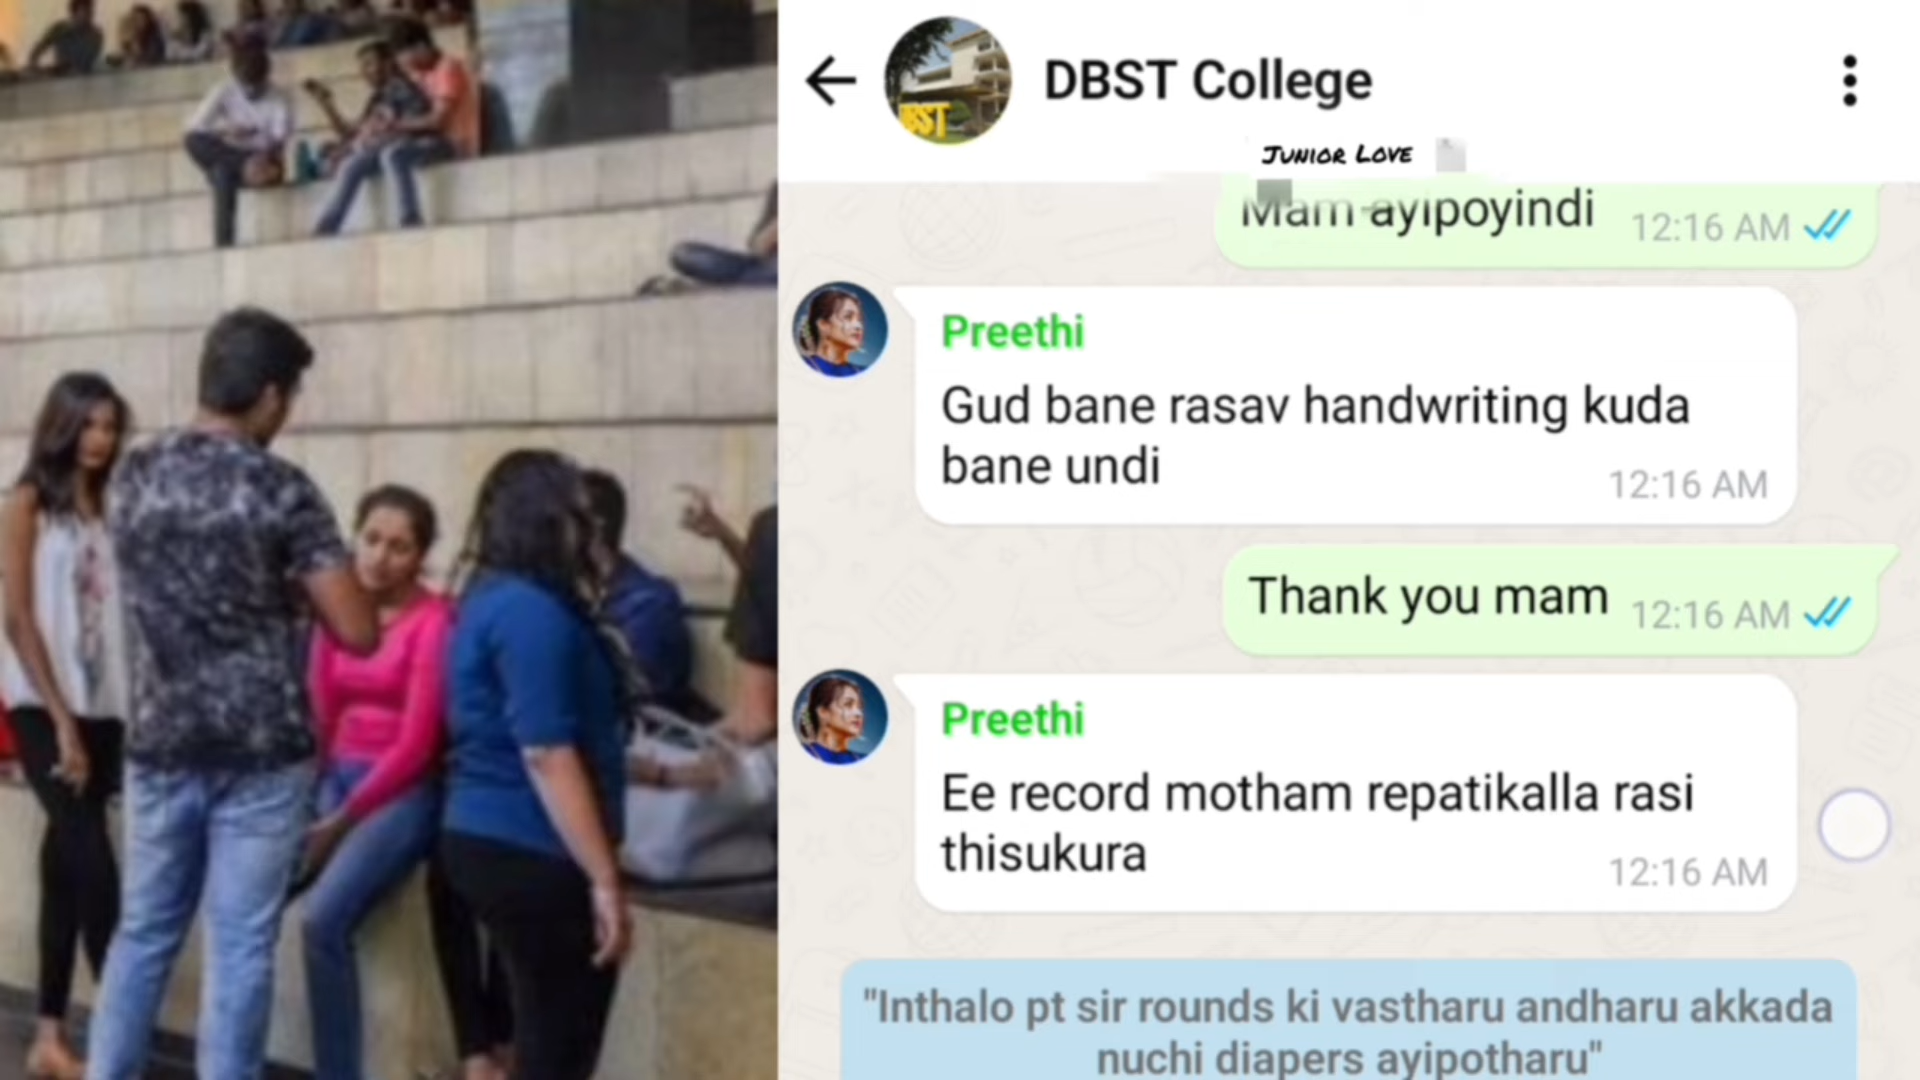 DBST College
BST
JUNIOR LOVE
Mam ayipoyindi 12:16 AM
Preethi
Gud bane rasav handwriting kuda
bane undi
12:16 AM
Thank you mam 12:16 AM
Preethi
Ee record motham repatikalla rasi
thisukura
12:16 AM
"Inthalo pt sir rounds ki vastharu andharu akkada
nuchi diapers ayipotharu"